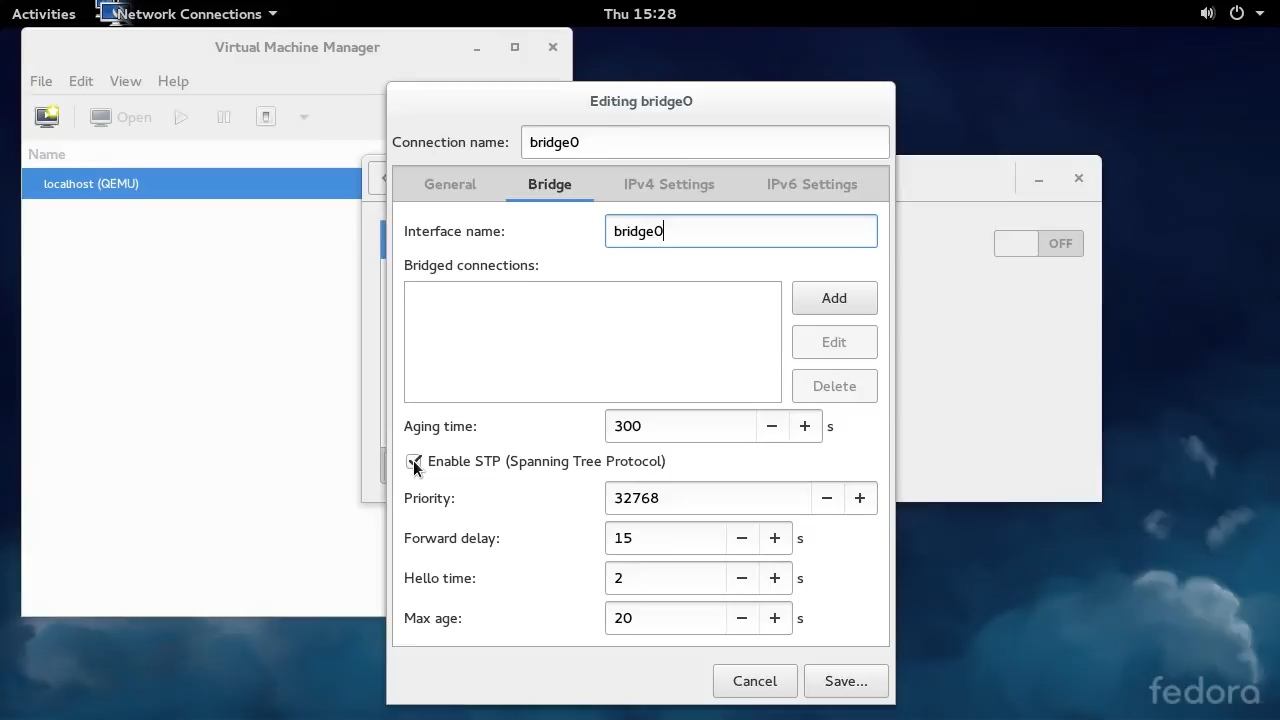 Activities Network Connections Thu 15:28
Virtual Machine Manager
File Edit View Help
Open
Name
localhost (QEMU)
OFF
Editing bridge0
Connection name: bridge0
General Bridge IPv4 Settings IPv6 Settings
Interface name: bridge0
Bridged connections:
Add
Edit
Delete
Aging time: 300 s
Enable STP (Spanning Tree Protocol)
Priority: 32768
Forward delay: 15 s
Hello time: 2 s
Max age: 20 s
Cancel Save...
fedora